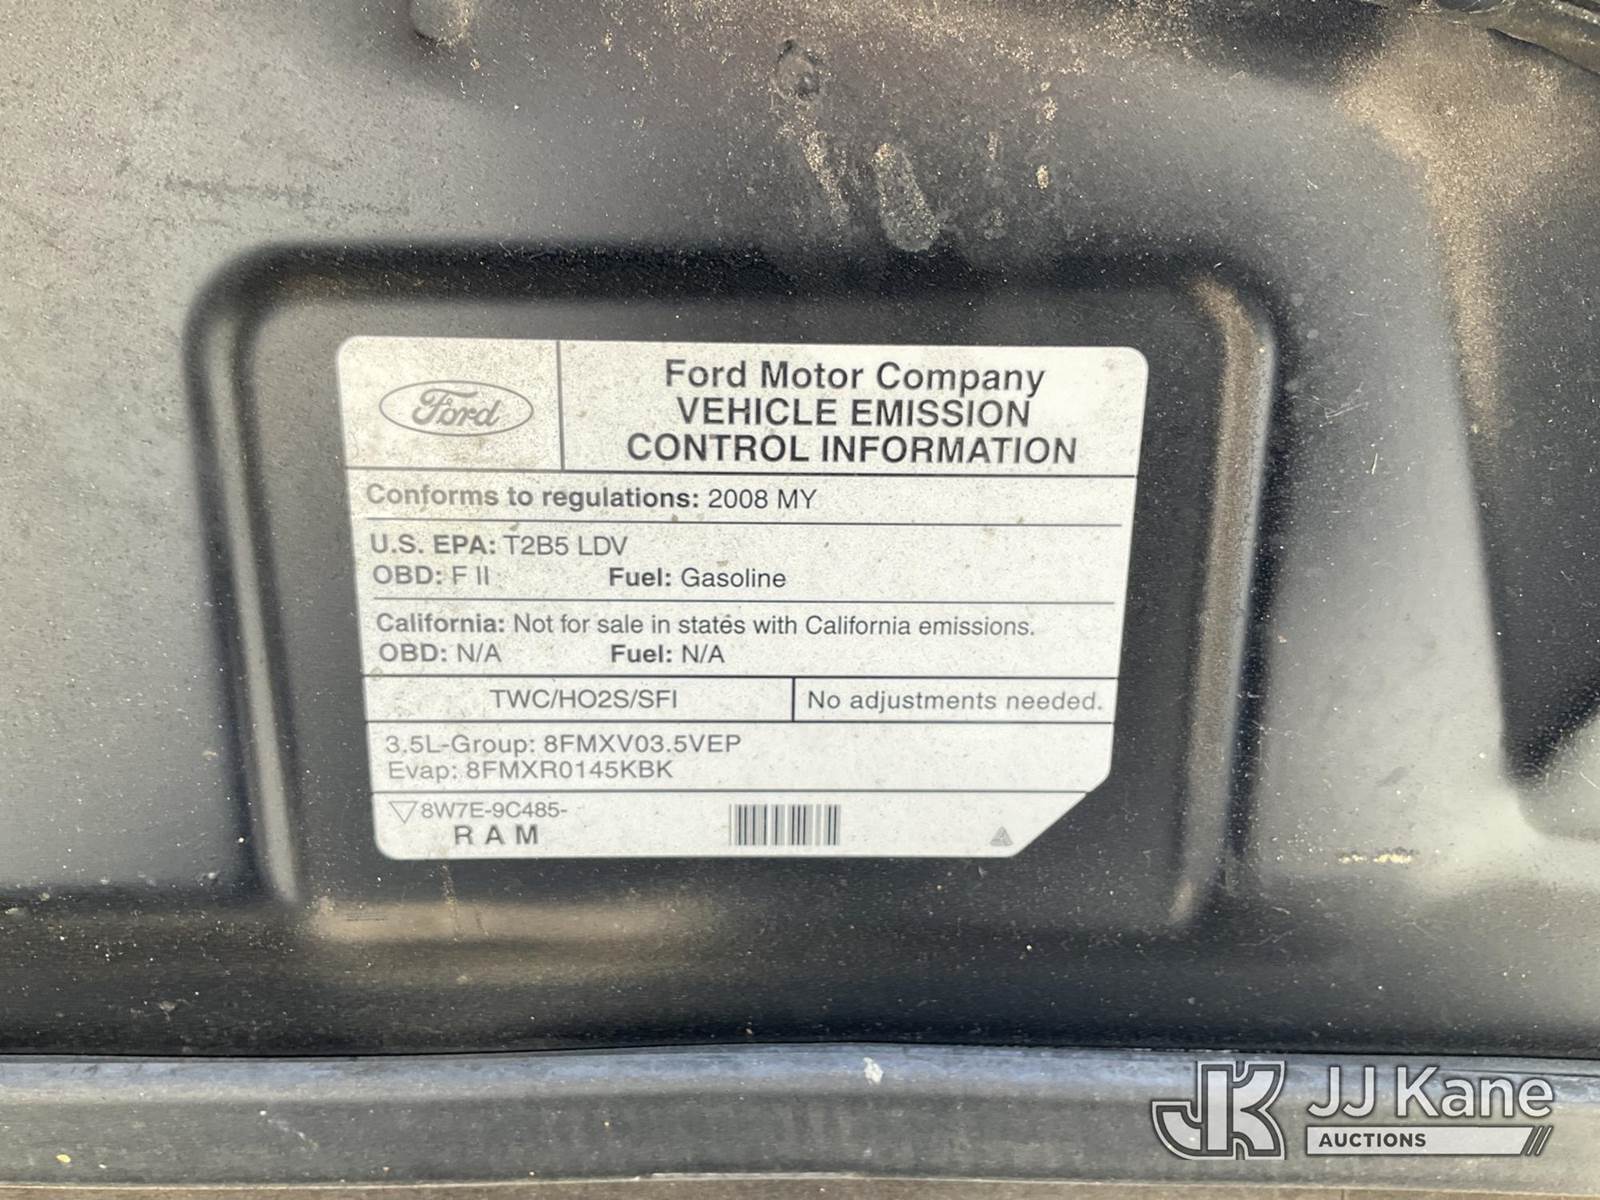 Ford
Ford Motor Company
VEHICLE EMISSION
CONTROL INFORMATION
Conforms to regulations: 2008 MY
U.S. EPA: T2B5 LDV
OBD: F II Fuel: Gasoline
California: Not for sale in states with California emissions.
OBD: N/A Fuel: N/A
TWC/HO2S/SFI No adjustments needed.
3.5L-Group: 8FMXV03.5VEP
Evap: 8FMXR0145KBK
8W7E-9C485-
R A M
JK JJ Kane
AUCTIONS